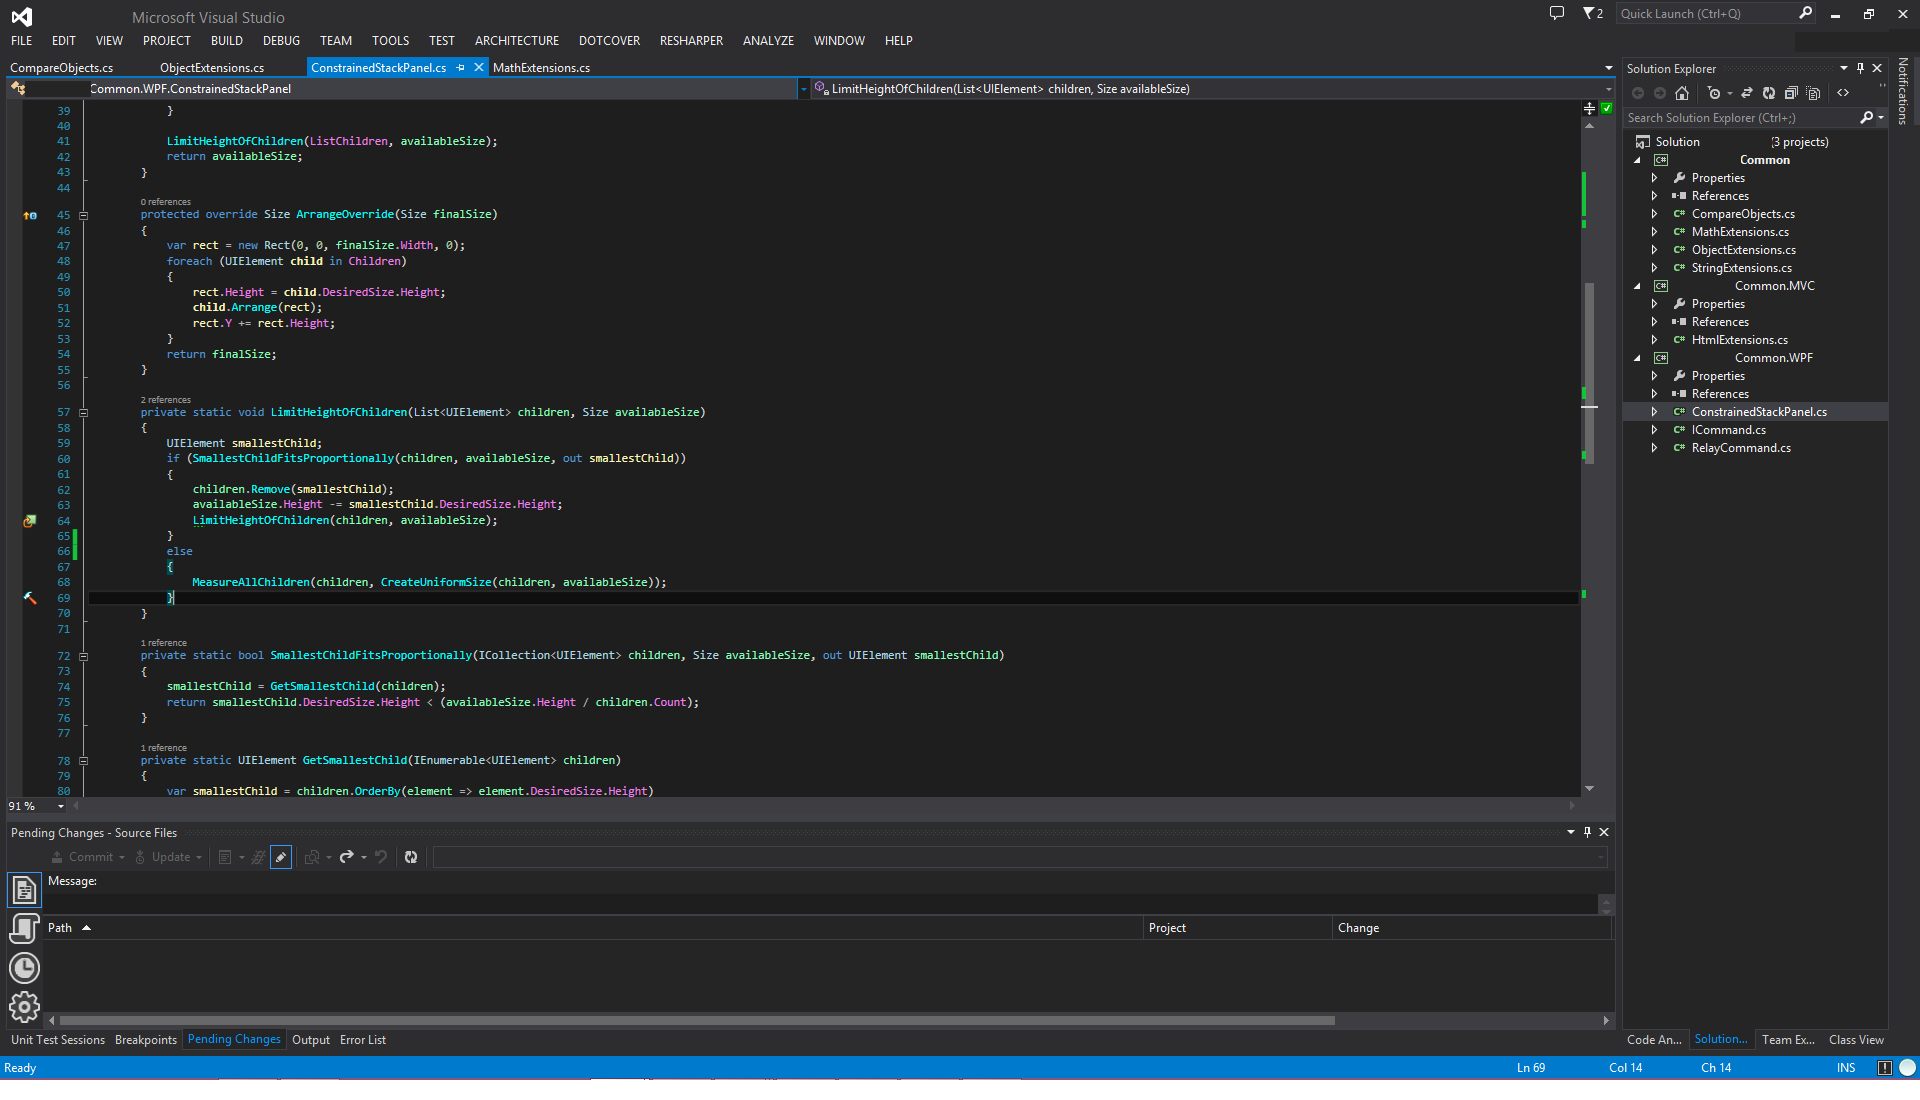 Microsoft Visual Studio
2
Quick Launch (Ctrl+Q)
FILE EDIT VIEW PROJECT BUILD DEBUG TEAM TOOLS TEST ARCHITECTURE DOTCOVER RESHARPER ANALYZE WINDOW HELP
CompareObjects.cs ObjectExtensions.cs ConstrainedStackPanel.cs MathExtensions.cs
Common.WPF.ConstrainedStackPanel LimitHeightOfChildren(List<UIElement> children, Size availableSize)
39 }
40
41 LimitHeightOfChildren(ListChildren, availableSize);
42 return availableSize;
43 }
44
0 references
45 protected override Size ArrangeOverride(Size finalSize)
46 {
47 var rect = new Rect(0, 0, finalSize.Width, 0);
48 foreach (UIElement child in Children)
49 {
50 rect.Height = child.DesiredSize.Height;
51 child.Arrange(rect);
52 rect.Y += rect.Height;
53 }
54 return finalSize;
55 }
56
2 references
57 private static void LimitHeightOfChildren(List<UIElement> children, Size availableSize)
58 {
59 UIElement smallestChild;
60 if (SmallestChildFitsProportionally(children, availableSize, out smallestChild))
61 {
62 children.Remove(smallestChild);
63 availableSize.Height -= smallestChild.DesiredSize.Height;
64 LimitHeightOfChildren(children, availableSize);
65 }
66 else
67 {
68 MeasureAllChildren(children, CreateUniformSize(children, availableSize));
69 }
70 }
71
1 reference
72 private static bool SmallestChildFitsProportionally(ICollection<UIElement> children, Size availableSize, out UIElement smallestChild)
73 {
74 smallestChild = GetSmallestChild(children);
75 return smallestChild.DesiredSize.Height < (availableSize.Height / children.Count);
76 }
77
1 reference
78 private static UIElement GetSmallestChild(IEnumerable<UIElement> children)
79 {
80 var smallestChild = children.OrderBy(element => element.DesiredSize.Height)
91 %
Pending Changes - Source Files
Commit Update
Message:
Path Project Change
Unit Test Sessions Breakpoints Pending Changes Output Error List
Solution Explorer
Search Solution Explorer (Ctrl+;)
Solution (3 projects)
C# Common
Properties
References
C# CompareObjects.cs
C# MathExtensions.cs
C# ObjectExtensions.cs
C# StringExtensions.cs
C# Common.MVC
Properties
References
C# HtmlExtensions.cs
C# Common.WPF
Properties
References
C# ConstrainedStackPanel.cs
C# ICommand.cs
C# RelayCommand.cs
Code An... Solution... Team Ex... Class View
Notifications
Ready Ln 69 Col 14 Ch 14 INS